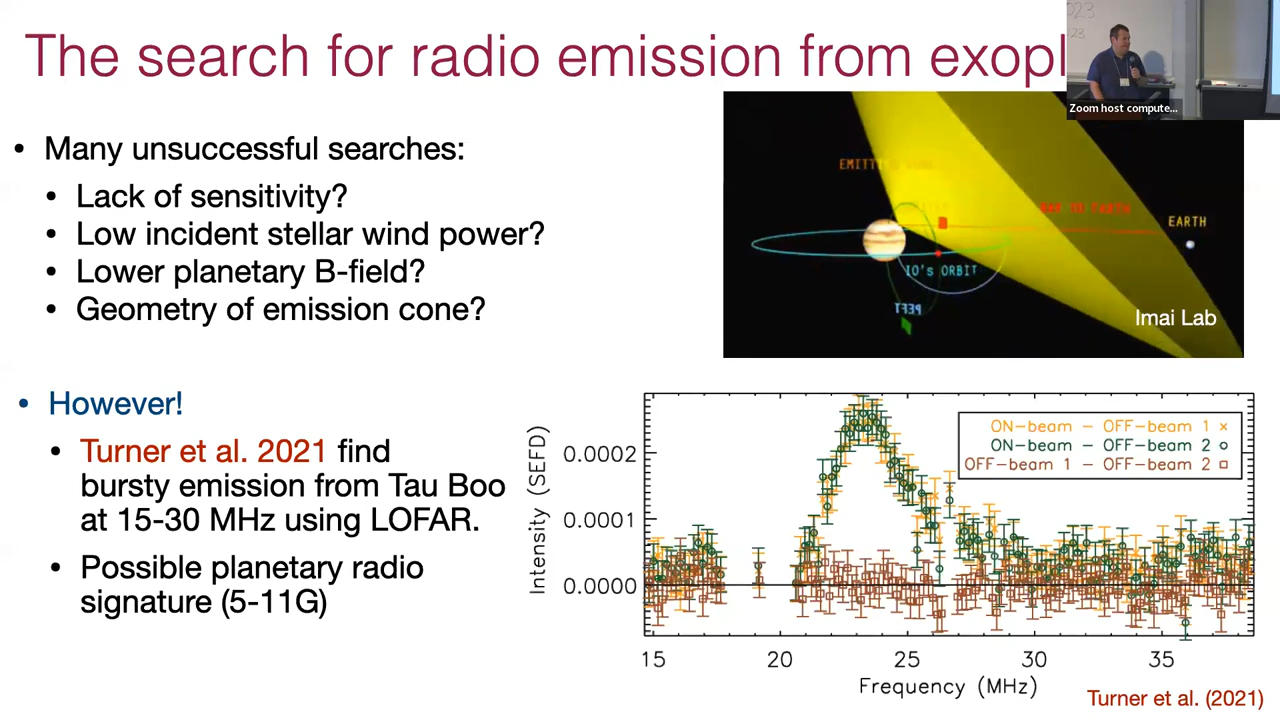 The search for radio emission from exopl
Zoom host compute...
• Many unsuccessful searches:
• Lack of sensitivity?
• Low incident stellar wind power?
• Lower planetary B-field?
• Geometry of emission cone?
EARTH
IO's ORBIT
Imai Lab
• However!
• Turner et al. 2021 find
bursty emission from Tau Boo
at 15-30 MHz using LOFAR.
• Possible planetary radio
signature (5-11G)
Intensity (SEFD)
0.0002
0.0001
0.0000
ON-beam - OFF-beam 1
ON-beam - OFF-beam 2
OFF-beam 1 - OFF-beam 2
15 20 25 30 35
Frequency (MHz)
Turner et al. (2021)